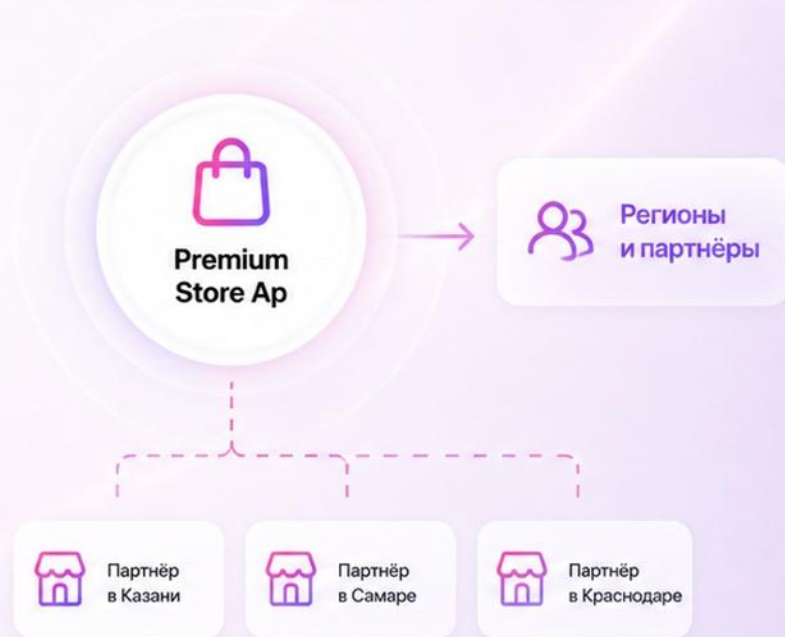 Premium
Store Ap
Регионы
и партнёры
Партнёр
в Казани
Партнёр
в Самаре
Партнёр
в Краснодаре